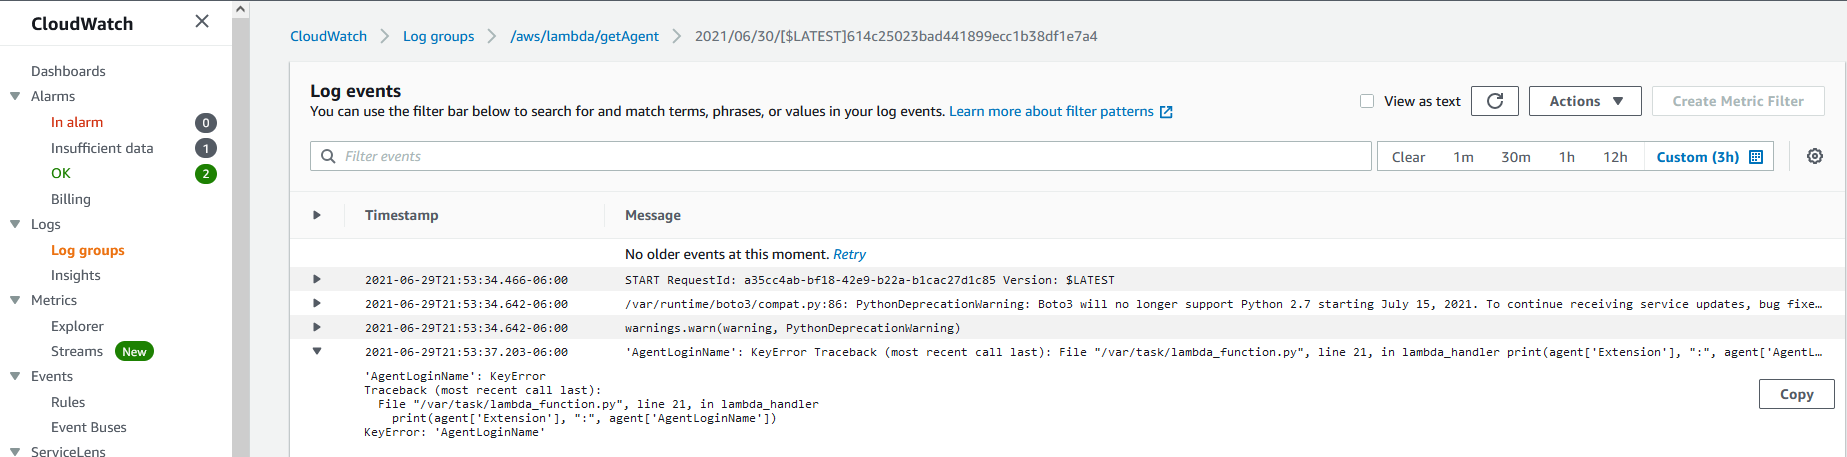 CloudWatch
Dashboards
Alarms
In alarm 0
Insufficient data 1
OK 2
Billing
Logs
Log groups
Insights
Metrics
Explorer
Streams New
Events
Rules
Event Buses
ServiceLens
CloudWatch Log groups /aws/lambda/getAgent 2021/06/30/[$LATEST]614c25023bad441899ecc1b38df1e7a4
Log events
You can use the filter bar below to search for and match terms, phrases, or values in your log events. Learn more about filter patterns
View as text Actions Create Metric Filter
Filter events Clear 1m 30m 1h 12h Custom (3h)
Timestamp Message
No older events at this moment. Retry
2021-06-29T21:53:34.466-06:00 START RequestId: a35cc4ab-bf18-42e9-b22a-b1cac27d1c85 Version: $LATEST
2021-06-29T21:53:34.642-06:00 /var/runtime/boto3/compat.py:86: PythonDeprecationWarning: Boto3 will no longer support Python 2.7 starting July 15, 2021. To continue receiving service updates, bug fixe…
2021-06-29T21:53:34.642-06:00 warnings.warn(warning, PythonDeprecationWarning)
2021-06-29T21:53:37.203-06:00 'AgentLoginName': KeyError Traceback (most recent call last): File "/var/task/lambda_function.py", line 21, in lambda_handler print(agent['Extension'], ":", agent['AgentL…
'AgentLoginName': KeyError
Traceback (most recent call last):
File "/var/task/lambda_function.py", line 21, in lambda_handler
print(agent['Extension'], ":", agent['AgentLoginName'])
KeyError: 'AgentLoginName'
Copy